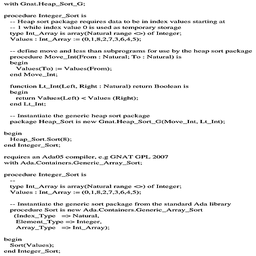 with Gnat.Heap_Sort_G;
procedure Integer_Sort is
-- Heap sort package requires data to be in index values starting at
-- 1 while index value 0 is used as temporary storage
type Int_Array is array(Natural range <>) of Integer;
Values : Int_Array := (0,1,8,2,7,3,6,4,5);
-- define move and less than subprograms for use by the heap sort package
procedure Move_Int(From : Natural; To : Natural) is
begin
Values(To) := Values(From);
end Move_Int;
function Lt_Int(Left, Right : Natural) return Boolean is
begin
return Values(Left) < Values (Right);
end Lt_Int;
-- Instantiate the generic heap sort package
package Heap_Sort is new Gnat.Heap_Sort_G(Move_Int, Lt_Int);
begin
Heap_Sort.Sort(8);
end Integer_Sort;
requires an Ada05 compiler, e.g GNAT GPL 2007
with Ada.Containers.Generic_Array_Sort;
procedure Integer_Sort is
--
type Int_Array is array(Natural range <>) of Integer;
Values : Int_Array := (0,1,8,2,7,3,6,4,5);
-- Instantiate the generic sort package from the standard Ada library
procedure Sort is new Ada.Containers.Generic_Array_Sort
(Index_Type => Natural,
Element_Type => Integer,
Array_Type => Int_Array);
begin
Sort(Values);
end Integer_Sort;